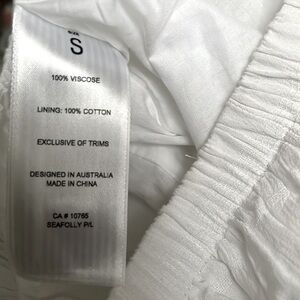 S
100% VISCOSE
LINING: 100% COTTON
EXCLUSIVE OF TRIMS
DESIGNED IN AUSTRALIA
MADE IN CHINA
CA # 10765
SEAFOLLY P/L